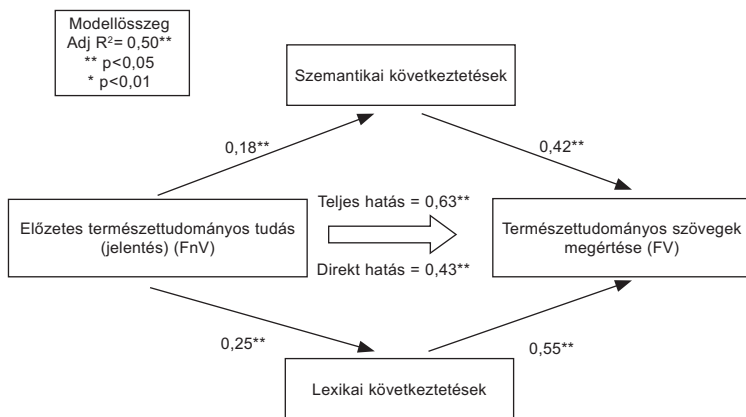 Modellösszeg
Adj R²= 0,50**
** p<0,05
* p<0,01
Szemantikai következtetések
0,18**
0,42**
Előzetes természettudományos tudás
(jelentés) (FnV)
Teljes hatás = 0,63**
Direkt hatás = 0,43**
Természettudományos szövegek
megértése (FV)
0,25**
0,55**
Lexikai következtetések